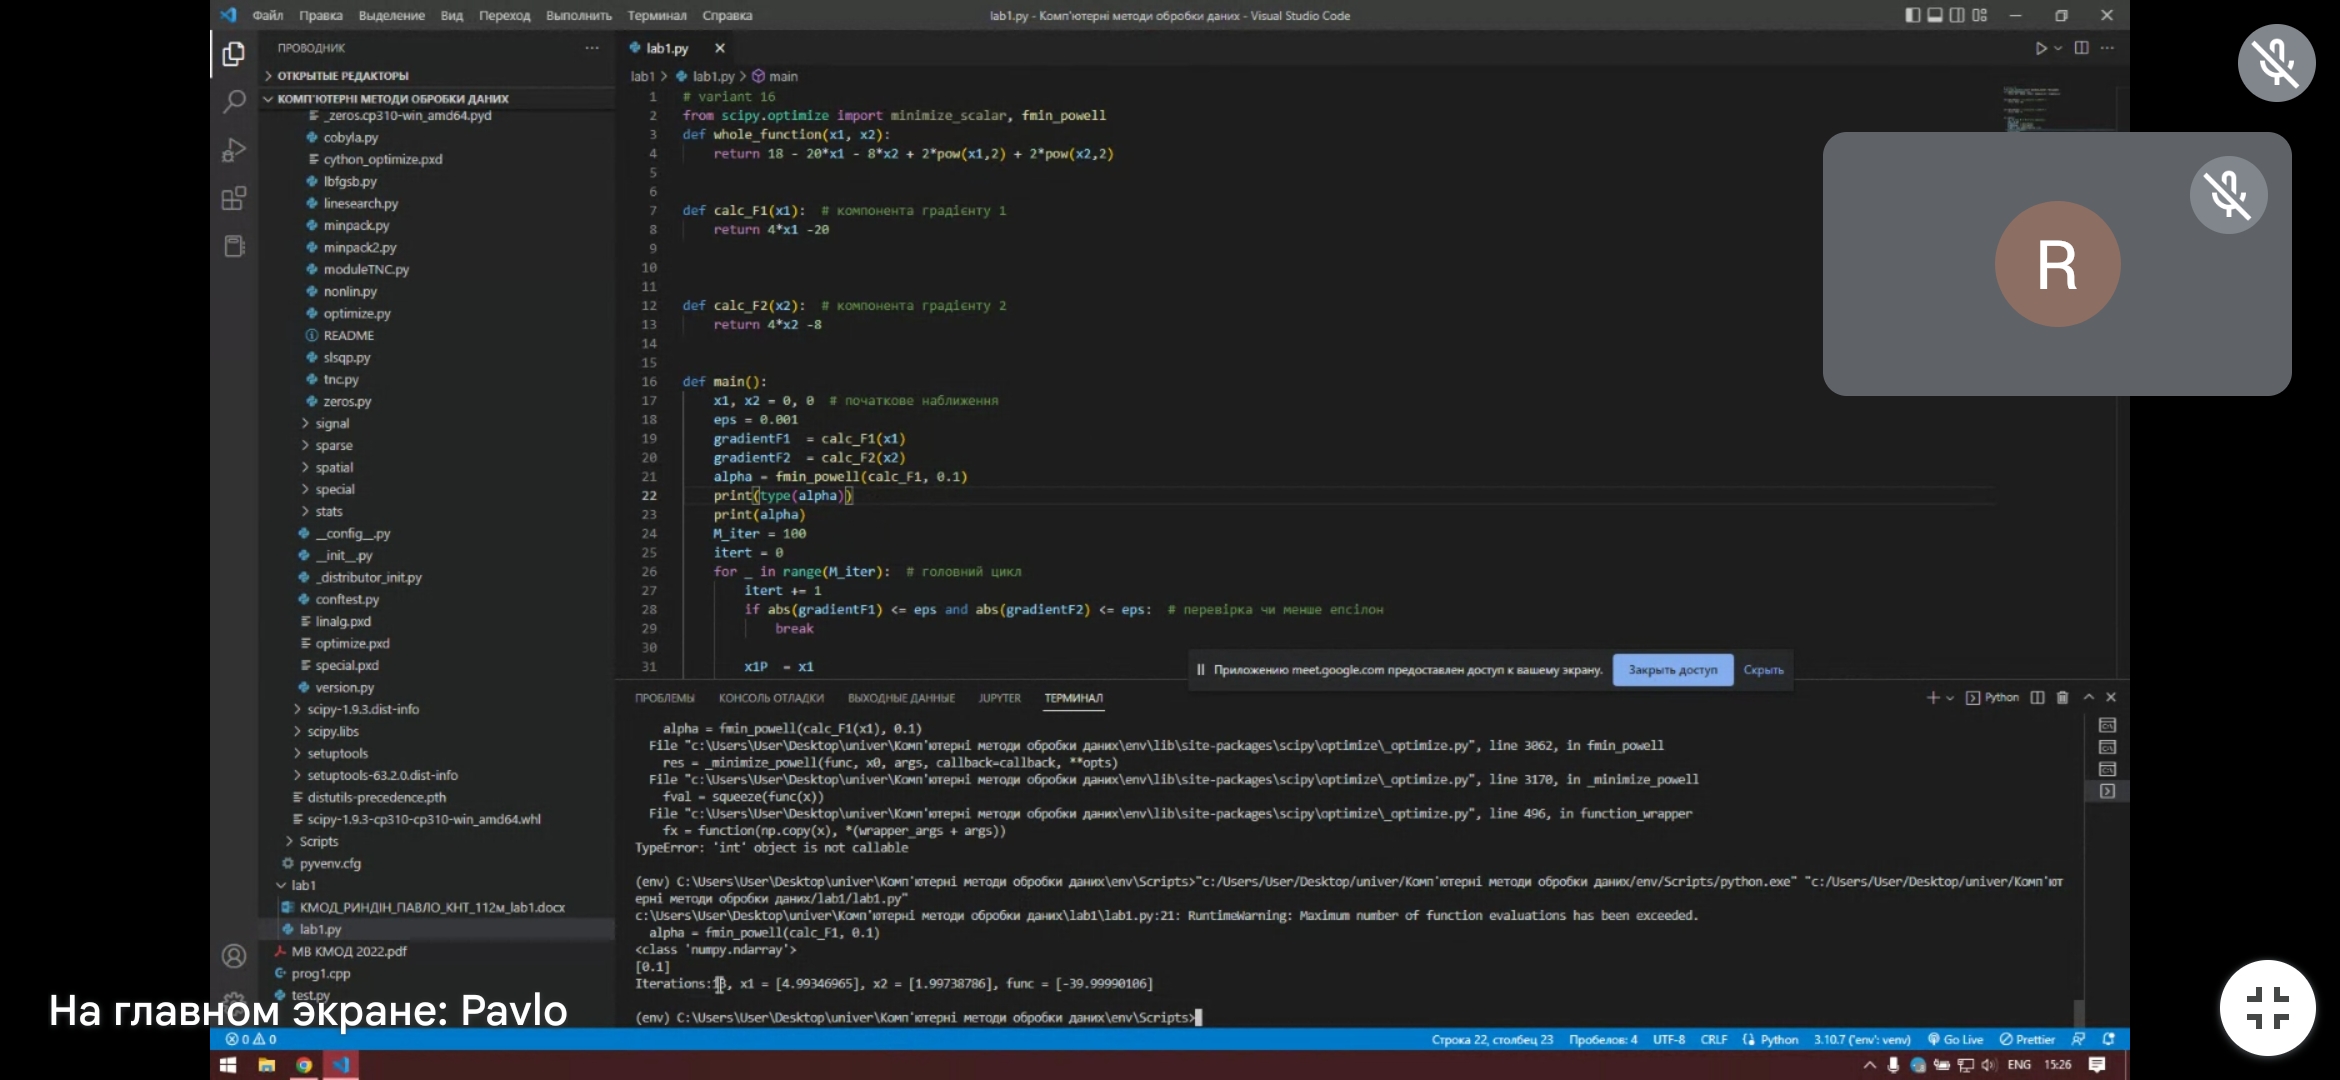 Файл Правка Выделение Вид Переход Выполнить Терминал Справка
lab1.py - Комп'ютерні методи обробки даних - Visual Studio Code
ПРОВОДНИК
ОТКРЫТЫЕ РЕДАКТОРЫ
КОМП'ЮТЕРНІ МЕТОДИ ОБРОБКИ ДАНИХ
_zeros.cp310-win_amd64.pyd
cobyla.py
cython_optimize.pxd
lbfgsb.py
linesearch.py
minpack.py
minpack2.py
moduleTNC.py
nonlin.py
optimize.py
README
slsqp.py
tnc.py
zeros.py
signal
sparse
spatial
special
stats
__config__.py
__init__.py
_distributor_init.py
conftest.py
linalg.pxd
optimize.pxd
special.pxd
version.py
scipy-1.9.3.dist-info
scipy.libs
setuptools
setuptools-63.2.0.dist-info
distutils-precedence.pth
scipy-1.9.3-cp310-cp310-win_amd64.whl
Scripts
pyvenv.cfg
lab1
КМОД_РИНДІН_ПАВЛО_КНТ_112м_lab1.docx
lab1.py
МВ КМОД 2022.pdf
prog1.cpp
test.py
lab1.py
lab1 > lab1.py > main
1 # variant 16
2 from scipy.optimize import minimize_scalar, fmin_powell
3 def whole_function(x1, x2):
4 return 18 - 20*x1 - 8*x2 + 2*pow(x1,2) + 2*pow(x2,2)
5
6
7 def calc_F1(x1): # компонента градієнту 1
8 return 4*x1 -20
9
10
11
12 def calc_F2(x2): # компонента градієнту 2
13 return 4*x2 -8
14
15
16 def main():
17 x1, x2 = 0, 0 # початкове наближення
18 eps = 0.001
19 gradientF1 = calc_F1(x1)
20 gradientF2 = calc_F2(x2)
21 alpha = fmin_powell(calc_F1, 0.1)
22 print(type(alpha))
23 print(alpha)
24 M_iter = 100
25 itert = 0
26 for _ in range(M_iter): # головний цикл
27 itert += 1
28 if abs(gradientF1) <= eps and abs(gradientF2) <= eps: # перевірка чи менше епсілон
29 break
30
31 x1P = x1
Приложению meet.google.com предоставлен доступ к вашему экрану. Закрыть доступ Скрыть
ПРОБЛЕМЫ КОНСОЛЬ ОТЛАДКИ ВЫХОДНЫЕ ДАННЫЕ JUPYTER ТЕРМИНАЛ
Python
alpha = fmin_powell(calc_F1(x1), 0.1)
File "c:\Users\User\Desktop\univer\Комп'ютерні методи обробки даних\env\lib\site-packages\scipy\optimize\_optimize.py", line 3062, in fmin_powell
res = _minimize_powell(func, x0, args, callback=callback, **opts)
File "c:\Users\User\Desktop\univer\Комп'ютерні методи обробки даних\env\lib\site-packages\scipy\optimize\_optimize.py", line 3170, in _minimize_powell
fval = squeeze(func(x))
File "c:\Users\User\Desktop\univer\Комп'ютерні методи обробки даних\env\lib\site-packages\scipy\optimize\_optimize.py", line 496, in function_wrapper
fx = function(np.copy(x), *(wrapper_args + args))
TypeError: 'int' object is not callable
(env) C:\Users\User\Desktop\univer\Комп'ютерні методи обробки даних\env\Scripts>"c:/Users/User/Desktop/univer/Комп'ютерні методи обробки даних/env/Scripts/python.exe" "c:/Users/User/Desktop/univer/Комп'ют
ерні методи обробки даних/lab1/lab1.py"
c:\Users\User\Desktop\univer\Комп'ютерні методи обробки даних\lab1\lab1.py:21: RuntimeWarning: Maximum number of function evaluations has been exceeded.
alpha = fmin_powell(calc_F1, 0.1)
<class 'numpy.ndarray'>
[0.1]
Iterations: x1 = [4.99346965], x2 = [1.99738786], func = [-39.99990106]
(env) C:\Users\User\Desktop\univer\Комп'ютерні методи обробки даних\env\Scripts>
R
На главном экране: Pavlo
0 0
Строка 22, столбец 23 Пробелов: 4 UTF-8 CRLF Python 3.10.7 ('env': venv) Go Live Prettier
ENG 15:26